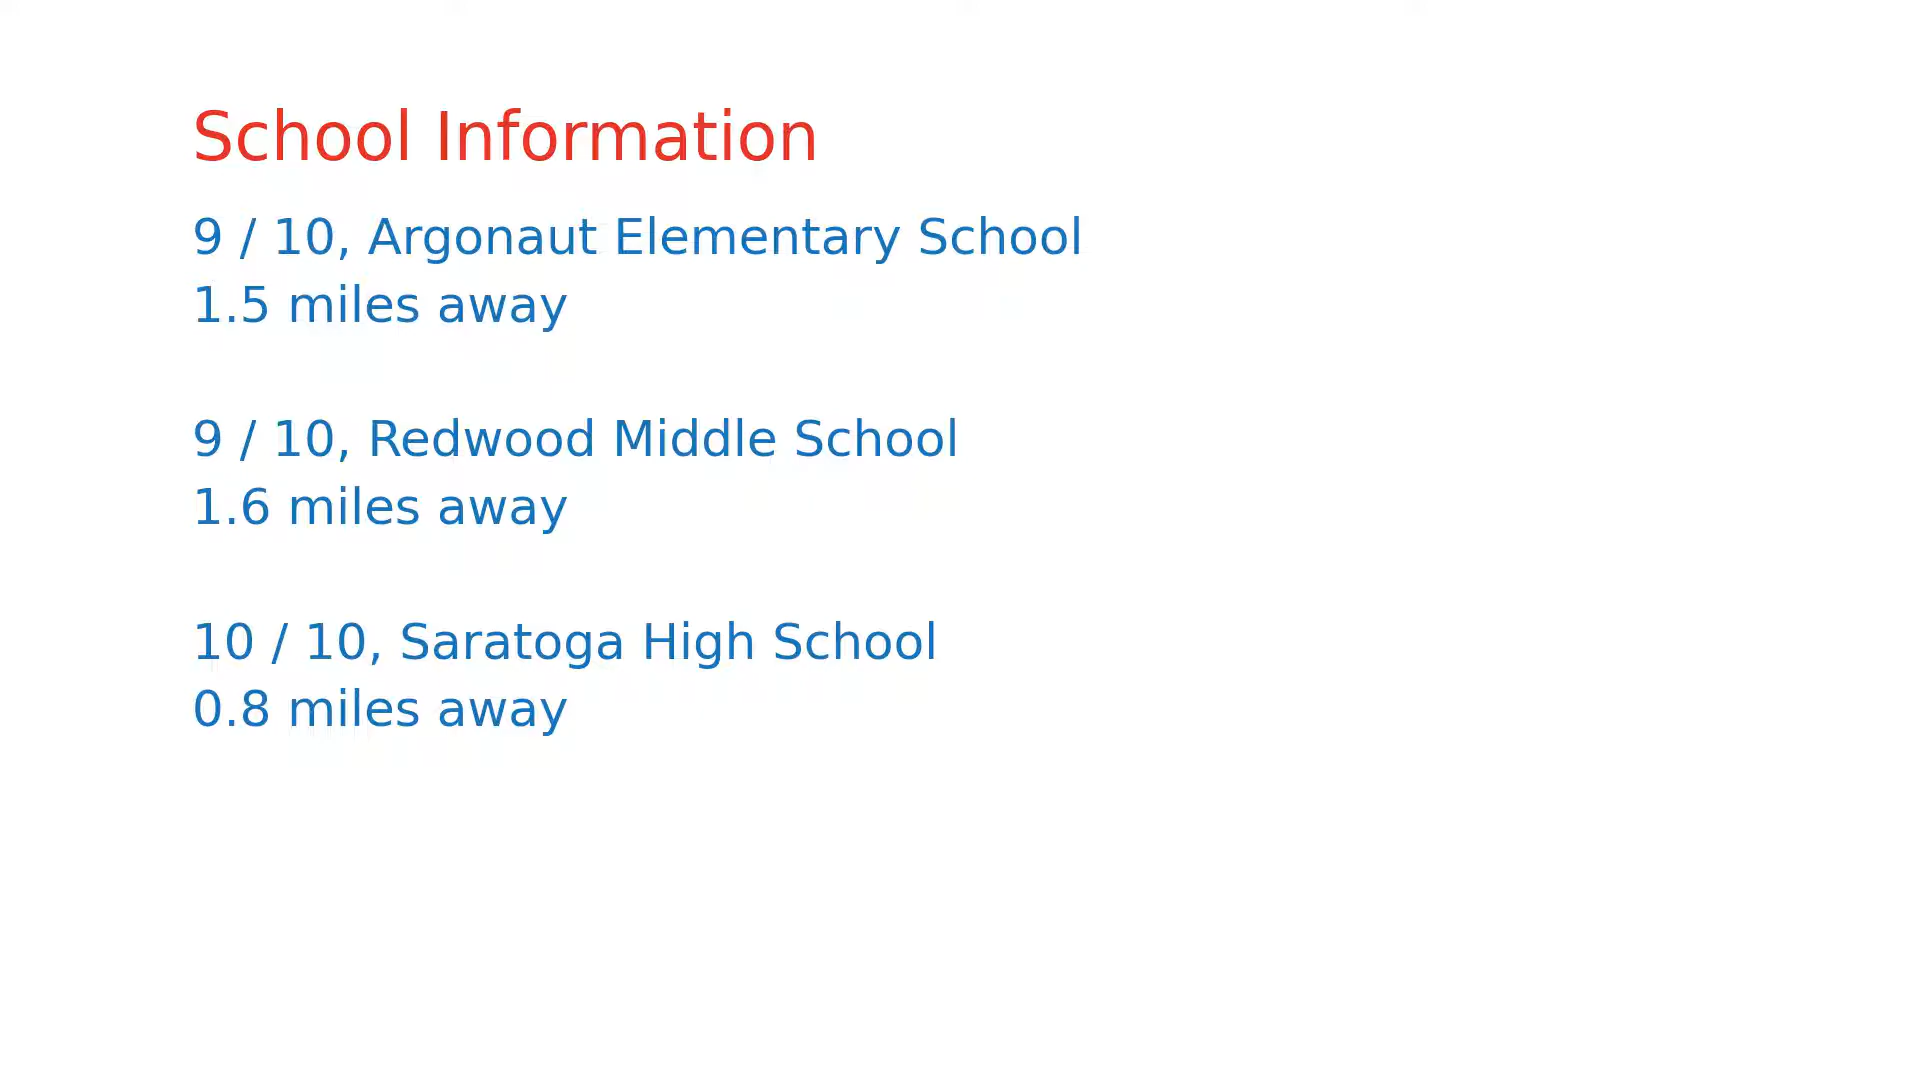 School Information
9 / 10, Argonaut Elementary School
1.5 miles away
9 / 10, Redwood Middle School
1.6 miles away
10 / 10, Saratoga High School
0.8 miles away